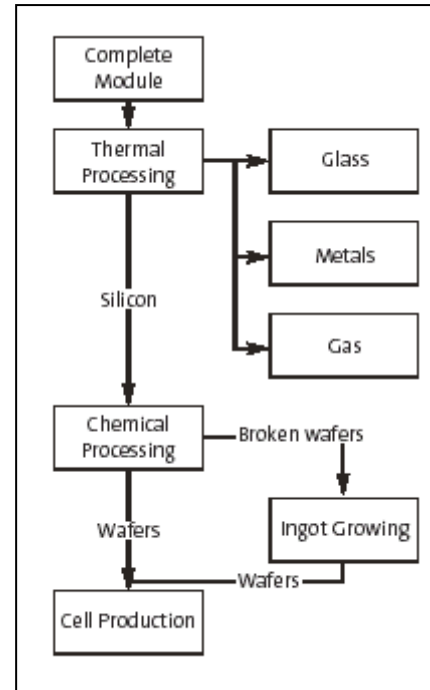 Complete
Module
Thermal
Processing
Glass
Metals
Silicon
Gas
Chemical
Processing
Broken wafers
Wafers
Ingot Growing
Wafers
Cell Production